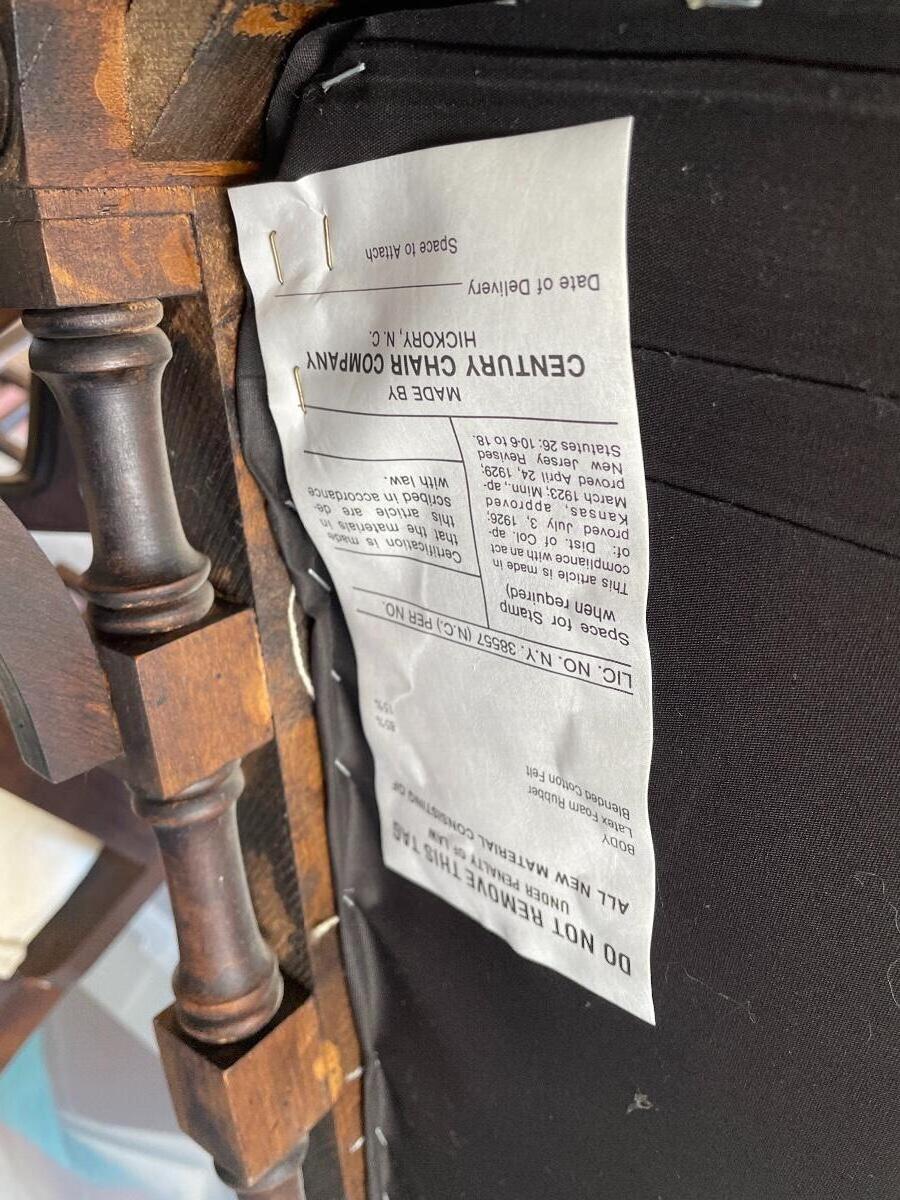 DO NOT REMOVE THIS TAG
UNDER PENALTY OF LAW
ALL NEW MATERIAL CONSISTING OF
BODY
Latex Foam Rubber 85%
Blended Cotton Felt 15%
LIC. NO. N.Y. 38557 (N.C.) PER NO.
Space for Stamp
when required)
This article is made in
compliance with an act
of: Dist. of Col. ap-
proved July 3, 1926;
Kansas, approved
March 1923; Minn., ap-
proved April 24, 1929;
New Jersey Revised
Statutes 26: 10-6 to 18.
Certification is made
that the materials in
this article are de-
scribed in accordance
with law.
MADE BY
CENTURY CHAIR COMPANY
HICKORY, N. C.
Date of Delivery
Space to Attach